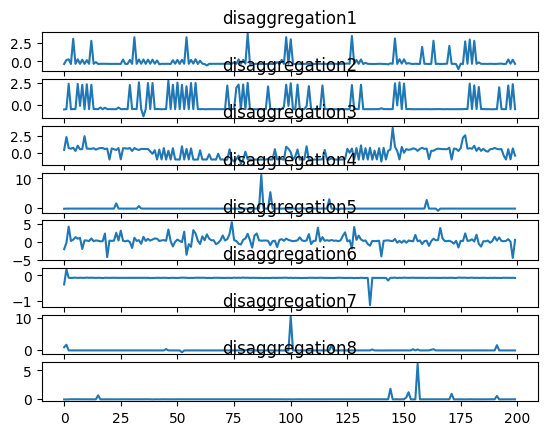 disaggregation1
2.5
0.0
disaggregation2
2.5
0.0
disaggregation3
2.5
0.0
disaggregation4
10
0
disaggregation5
5
0
−5
disaggregation6
0
−1
disaggregation7
10
0
disaggregation8
5
0
0 25 50 75 100 125 150 175 200